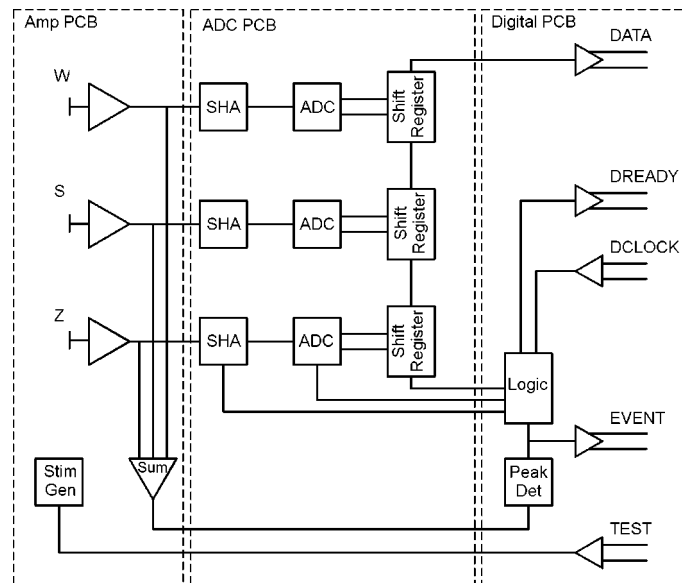 Amp PCB
ADC PCB
Digital PCB
DATA
W
SHA
ADC
Shift
Register
DREADY
S
SHA
ADC
Shift
Register
DCLOCK
Z
SHA
ADC
Shift
Register
Logic
EVENT
Stim
Gen
Sum
Peak
Det
TEST